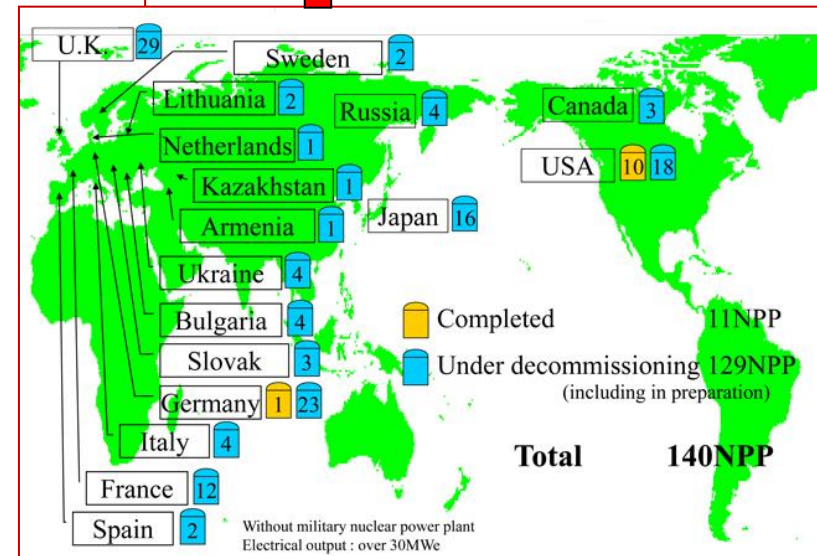 U.K. 29
Sweden 2
Lithuania 2
Russia 4
Canada 3
Netherlands 1
USA 10 18
Kazakhstan 1
Armenia 1
Japan 16
Ukraine 4
Bulgaria 4
Completed 11NPP
Slovak 3
Under decommissioning 129NPP
(including in preparation)
Germany 1 23
Italy 4
Total 140NPP
France 12
Spain 2
Without military nuclear power plant
Electrical output : over 30MWe